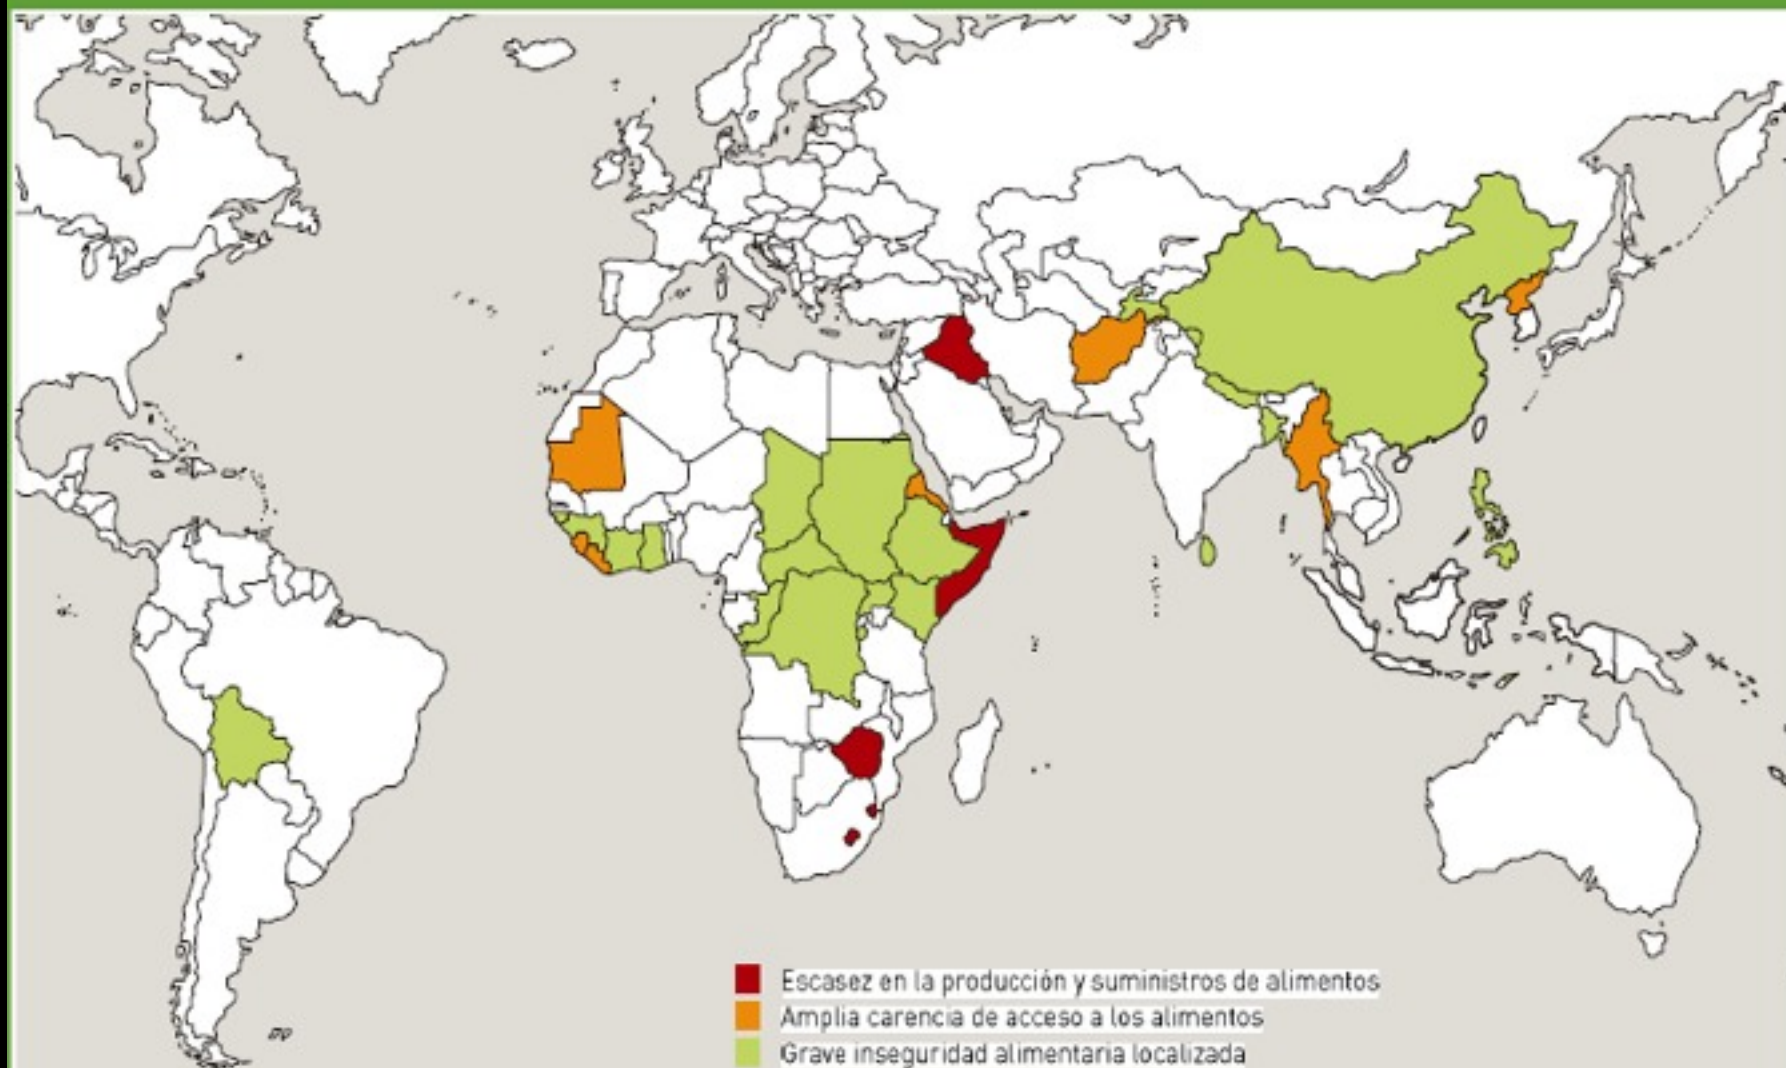 Escasez en la producción y suministros de alimentos
Amplia carencia de acceso a los alimentos
Grave inseguridad alimentaria localizada